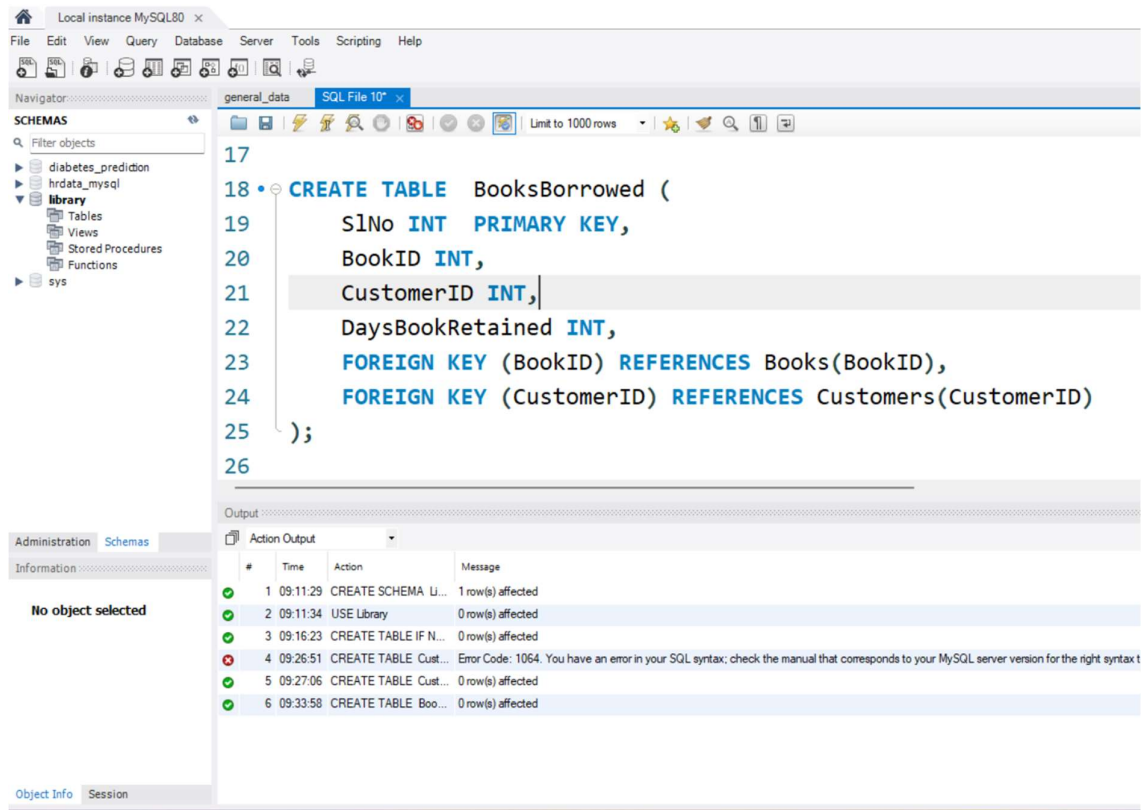 Local instance MySQL80 ×
File Edit View Query Database Server Tools Scripting Help
Navigator
SCHEMAS
Filter objects
diabetes_prediction
hrdata_mysql
library
Tables
Views
Stored Procedures
Functions
sys
Administration Schemas
Information
No object selected
Object Info Session
general_data SQL File 10* ×
Limit to 1000 rows
17
18 CREATE TABLE BooksBorrowed (
19 SlNo INT PRIMARY KEY,
20 BookID INT,
21 CustomerID INT,
22 DaysBookRetained INT,
23 FOREIGN KEY (BookID) REFERENCES Books(BookID),
24 FOREIGN KEY (CustomerID) REFERENCES Customers(CustomerID)
25 );
26
Output
Action Output
# Time Action Message
1 09:11:29 CREATE SCHEMA Li... 1 row(s) affected
2 09:11:34 USE Library 0 row(s) affected
3 09:16:23 CREATE TABLE IF N... 0 row(s) affected
4 09:26:51 CREATE TABLE Cust... Error Code: 1064. You have an error in your SQL syntax; check the manual that corresponds to your MySQL server version for the right syntax t
5 09:27:06 CREATE TABLE Cust... 0 row(s) affected
6 09:33:58 CREATE TABLE Boo... 0 row(s) affected